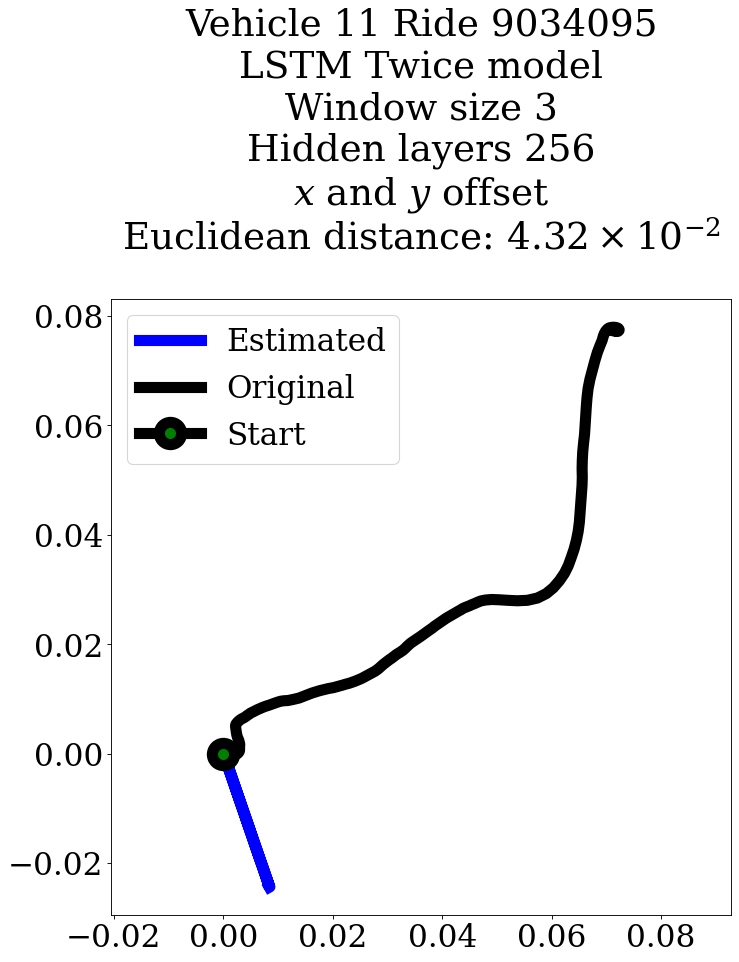 Vehicle 11 Ride 9034095
LSTM Twice model
Window size 3
Hidden layers 256
x and y offset
Euclidean distance: 4.32 × 10⁻²
Estimated
Original
Start
0.08
0.06
0.04
0.02
0.00
−0.02
−0.02 0.00 0.02 0.04 0.06 0.08